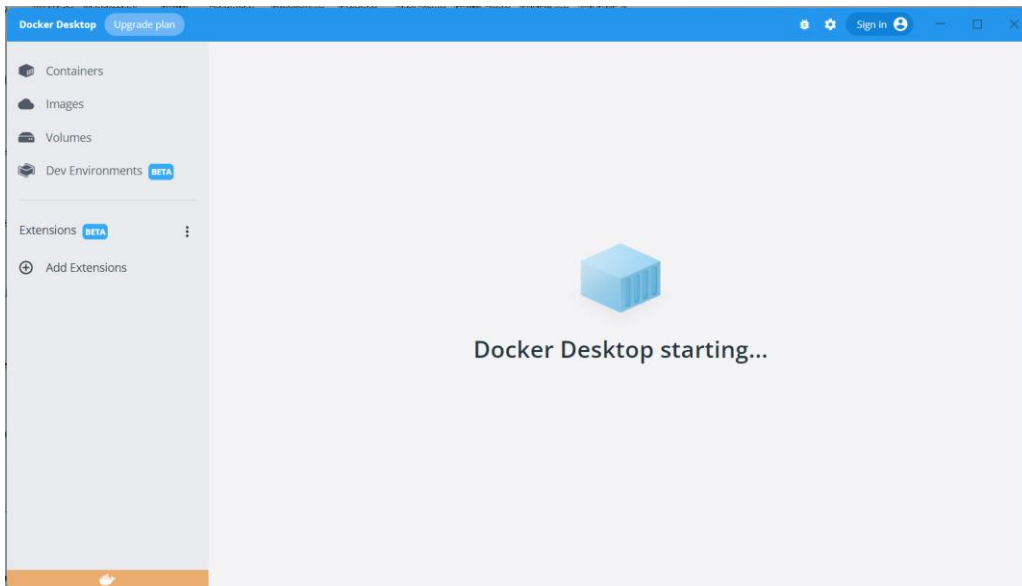 Docker Desktop Upgrade plan Sign in
Containers
Images
Volumes
Dev Environments BETA
Extensions BETA
Add Extensions
Docker Desktop starting...